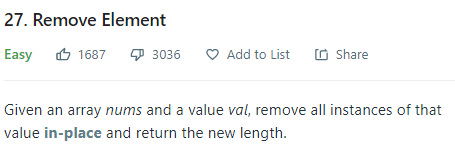 27. Remove Element
Easy 1687 3036 Add to List Share
Given an array nums and a value val, remove all instances of that
value in-place and return the new length.